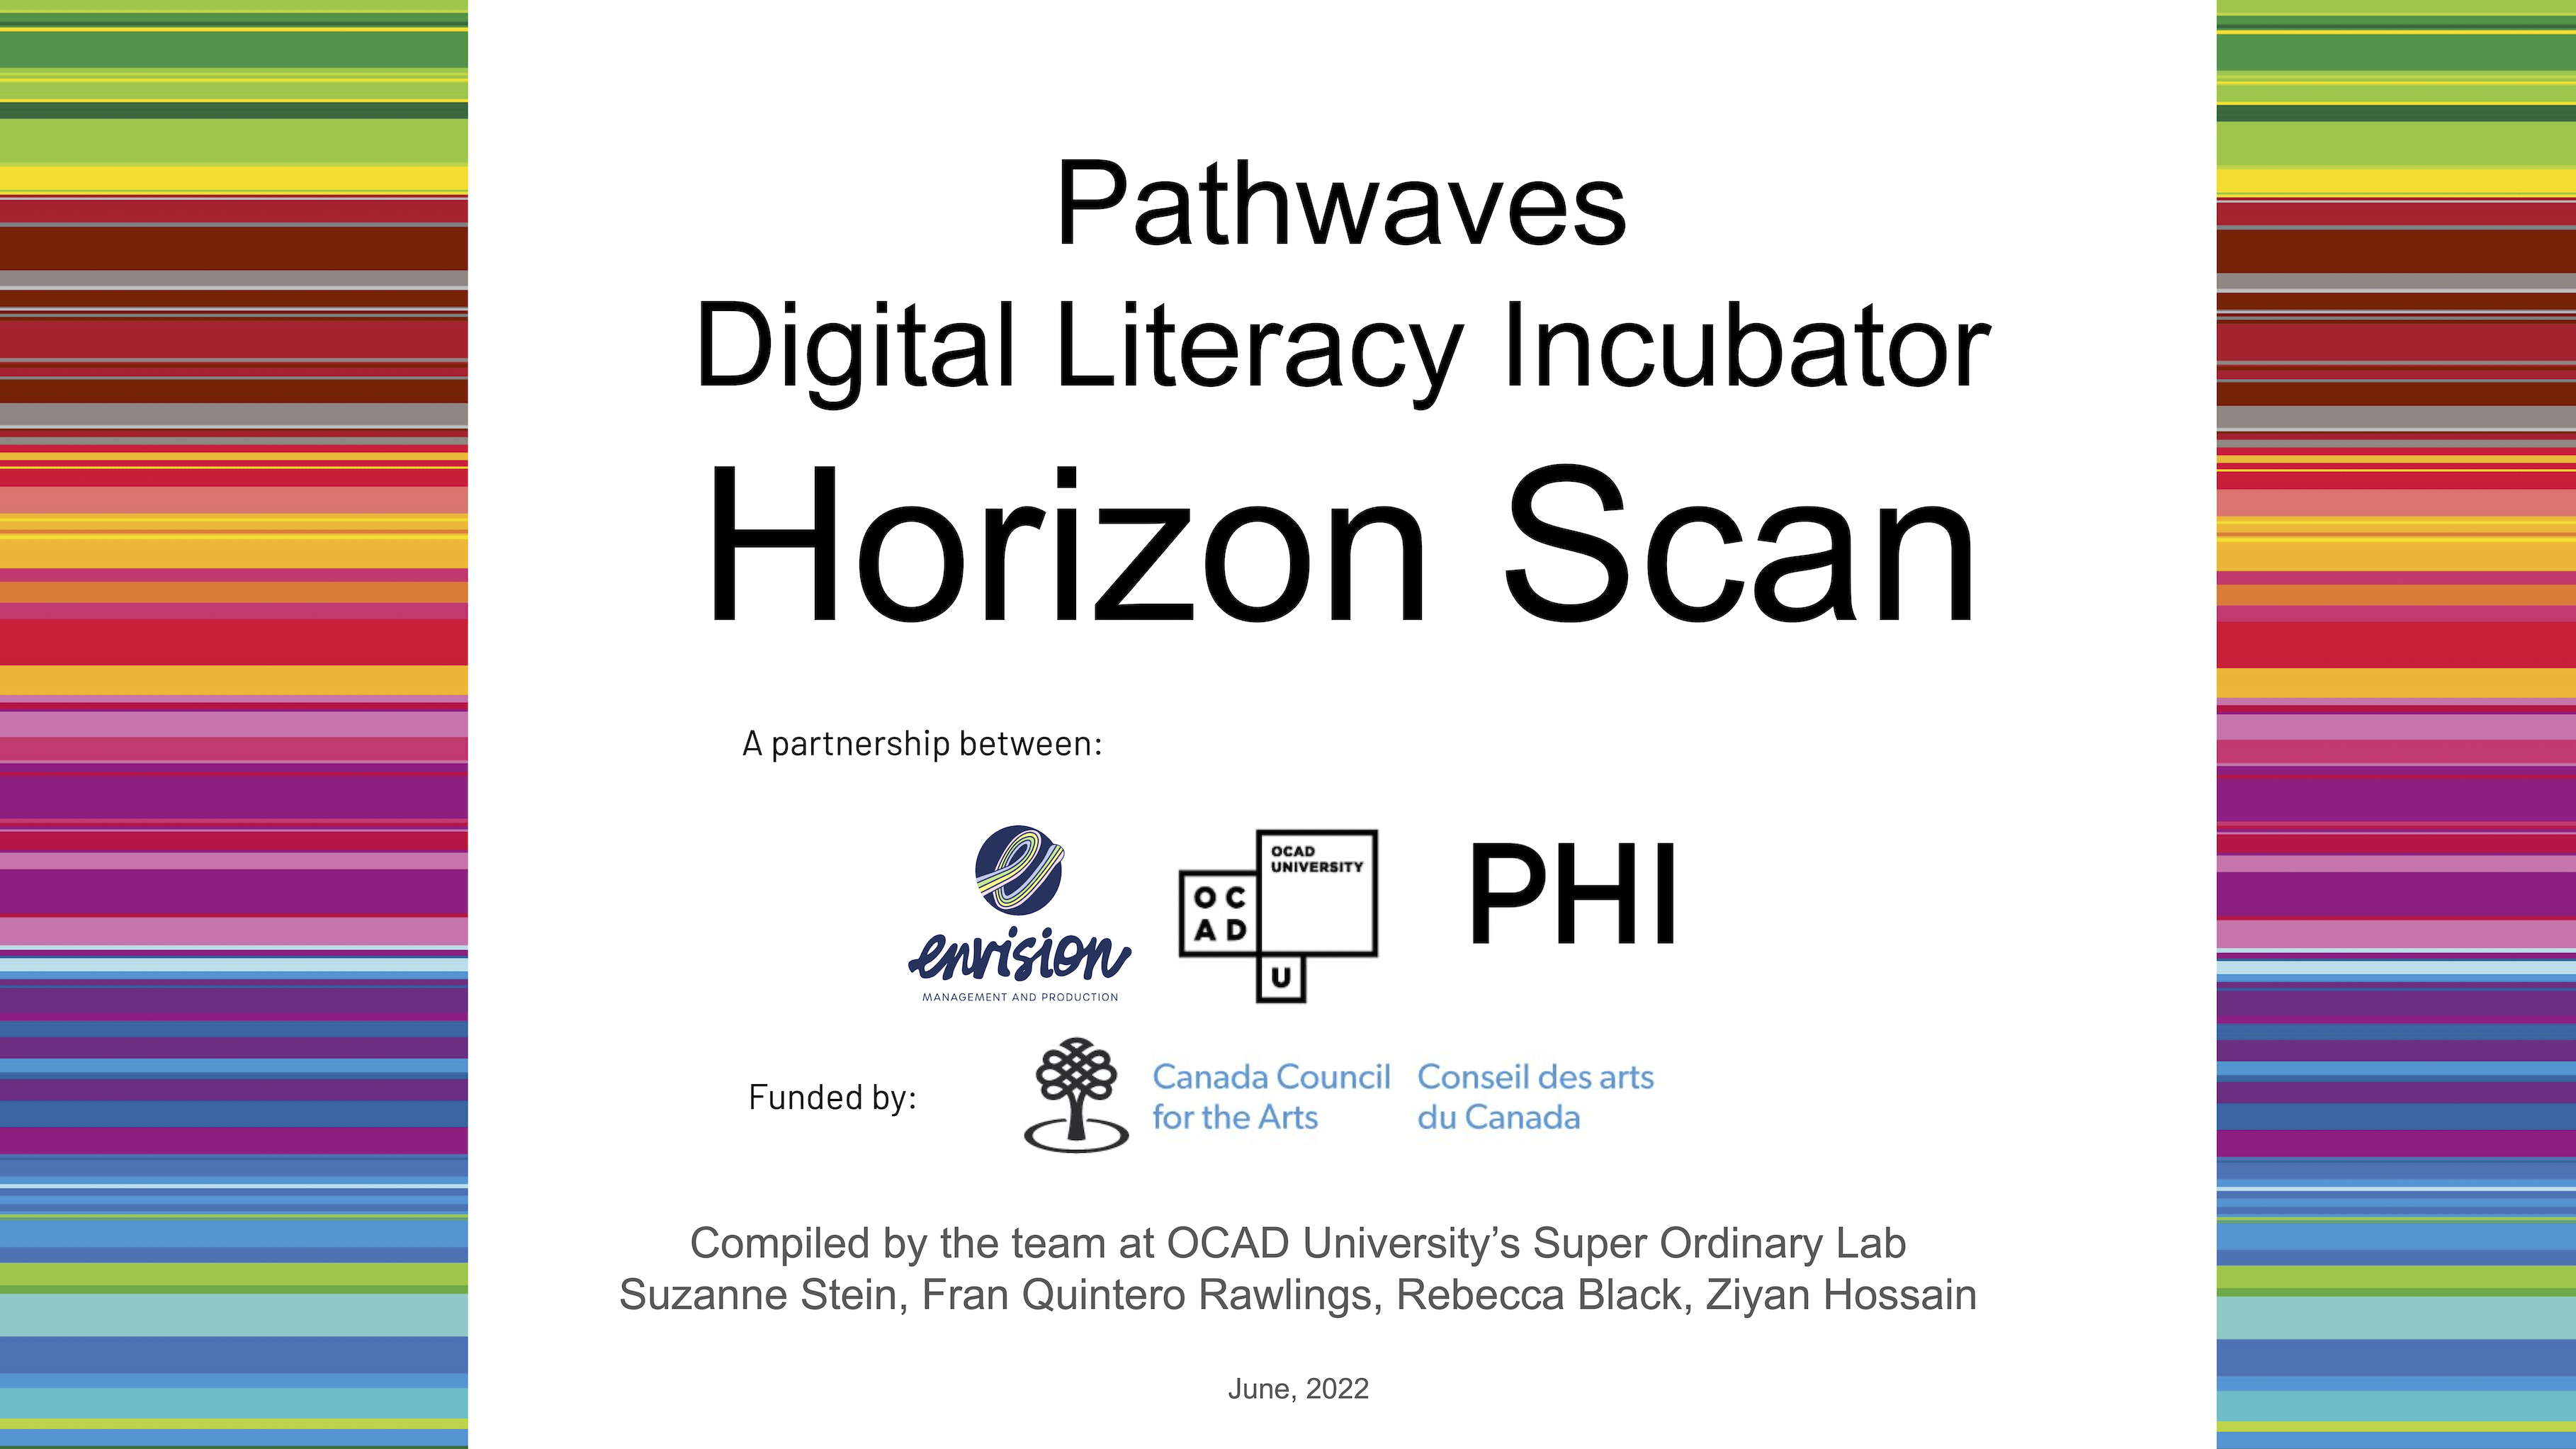 Pathwaves
Digital Literacy Incubator
Horizon Scan
A partnership between:
envision
MANAGEMENT AND PRODUCTION
OCAD
UNIVERSITY
O C
A D
U
PHI
Funded by:
Canada Council
for the Arts
Conseil des arts
du Canada
Compiled by the team at OCAD University’s Super Ordinary Lab
Suzanne Stein, Fran Quintero Rawlings, Rebecca Black, Ziyan Hossain
June, 2022